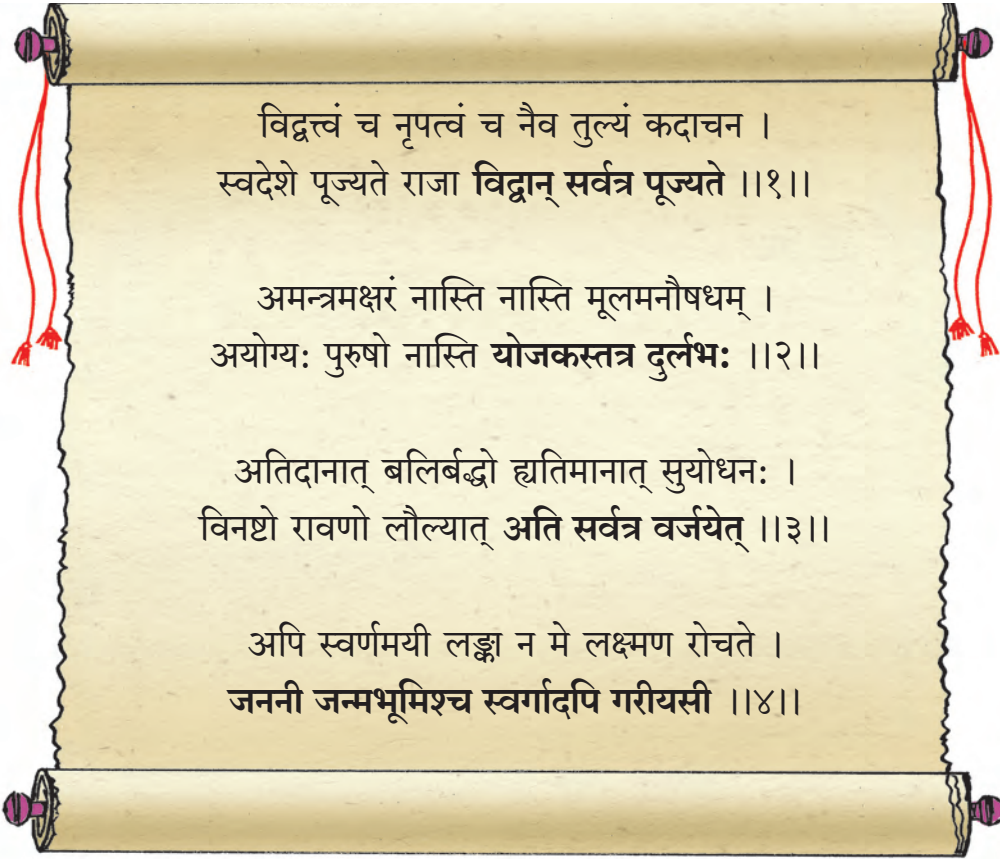 विद्वत्त्वं च नृपत्वं च नैव तुल्यं कदाचन ।
स्वदेशे पूज्यते राजा विद्वान् सर्वत्र पूज्यते ।।१।।
अमन्त्रमक्षरं नास्ति नास्ति मूलमनौषधम् ।
अयोग्य: पुरुषो नास्ति योजकस्तत्र दुर्लभ: ।।२।।
अतिदानात् बलिर्बद्धो ह्यतिमानात् सुयोधन: ।
विनष्टो रावणो लौल्यात् अति सर्वत्र वर्जयेत् ।।३।।
अपि स्वर्णमयी लङ्का न मे लक्ष्मण रोचते ।
जननी जन्मभूमिश्च स्वर्गादपि गरीयसी ।।४।।